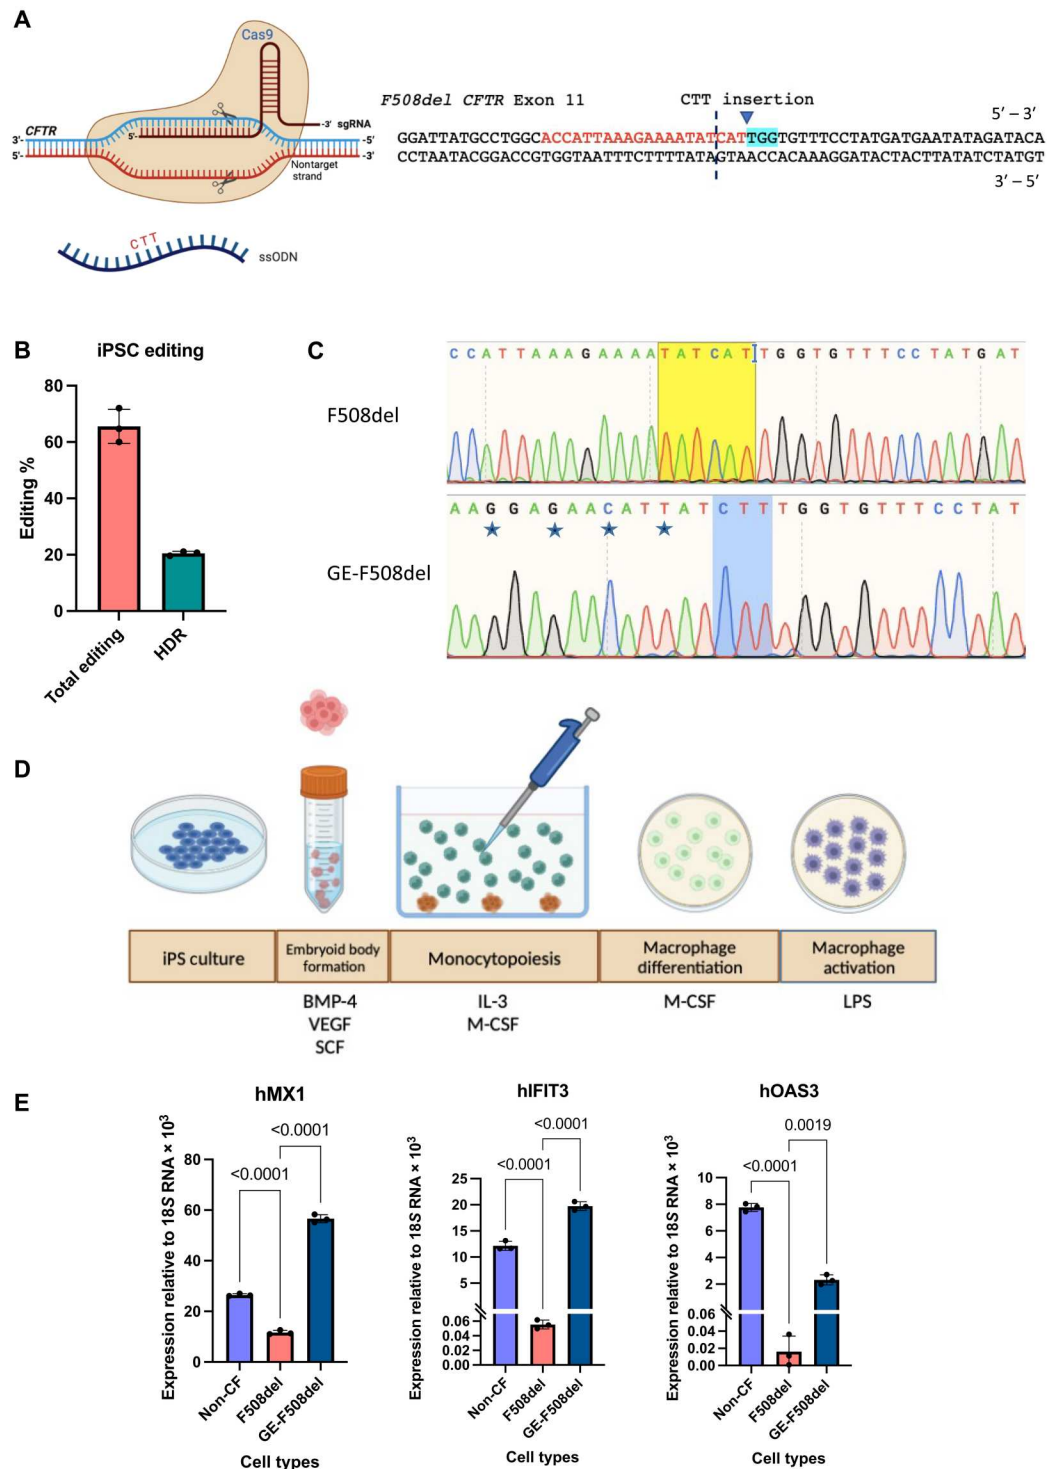 A
Cas9
CFTR
3'-
5'-
5'-
-3' sgRNA
-5'
-3'
Nontarget
strand
CTT
ssODN
F508del CFTR Exon 11
CTT insertion
5' – 3'
GGATTATGCCTGGCACCATTAAAGAAAATATCATTGGTGTTTCCTATGATGAATATAGATACA
CCTAATACGGACCGTGGTAATTTCTTTTATAGTAACCACAAAGGATACTACTTATATCTATGT
3' – 5'
B
iPSC editing
Editing %
80
60
40
20
0
Total editing
HDR
C
F508del
CCATTAAAGAAAATATCATTGGTGTTTCCTATGAT
GE-F508del
AAGGAGAACATTATCTTTGGTGTTTCCTAT
D
iPS culture
Embryoid body
formation
Monocytopoiesis
Macrophage
differentiation
Macrophage
activation
BMP-4
VEGF
SCF
IL-3
M-CSF
M-CSF
LPS
E
hMX1
Expression relative to 18S RNA × 10³
<0.0001
<0.0001
80
60
40
20
0
Non-CF
F508del
GE-F508del
Cell types
hIFIT3
Expression relative to 18S RNA × 10³
<0.0001
<0.0001
25
20
15
10
5
0.06
0.04
0.02
0.00
Non-CF
F508del
GE-F508del
Cell types
hOAS3
Expression relative to 18S RNA × 10³
0.0019
<0.0001
10
8
6
4
2
0.06
0.04
0.02
0.00
Non-CF
F508del
GE-F508del
Cell types